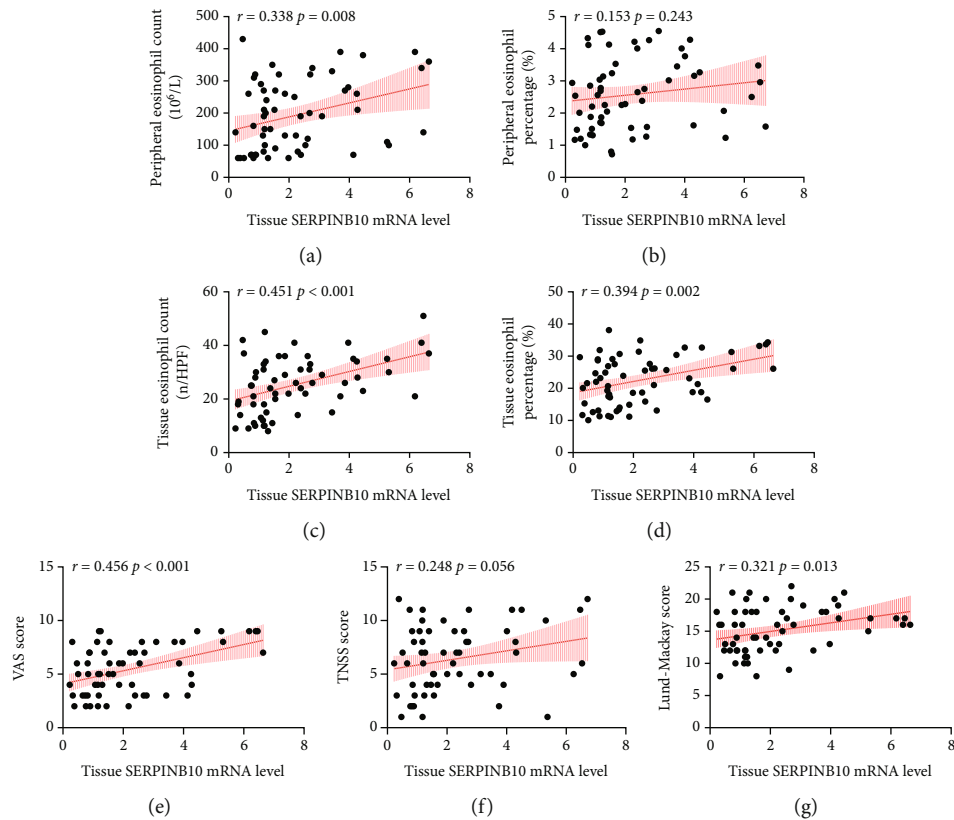 r = 0.338 p = 0.008
Peripheral eosinophil count
(10⁶/L)
500
400
300
200
100
0
0 2 4 6 8
Tissue SERPINB10 mRNA level
(a)
r = 0.153 p = 0.243
Peripheral eosinophil
percentage (%)
5
4
3
2
1
0
0 2 4 6 8
Tissue SERPINB10 mRNA level
(b)
r = 0.451 p < 0.001
Tissue eosinophil count
(n/HPF)
60
40
20
0
0 2 4 6 8
Tissue SERPINB10 mRNA level
(c)
r = 0.394 p = 0.002
Tissue eosinophil
percentage (%)
50
40
30
20
10
0
0 2 4 6 8
Tissue SERPINB10 mRNA level
(d)
r = 0.456 p < 0.001
VAS score
15
10
5
0
0 2 4 6 8
Tissue SERPINB10 mRNA level
(e)
r = 0.248 p = 0.056
TNSS score
15
10
5
0
0 2 4 6 8
Tissue SERPINB10 mRNA level
(f)
r = 0.321 p = 0.013
Lund-Mackay score
25
20
15
10
5
0
0 2 4 6 8
Tissue SERPINB10 mRNA level
(g)